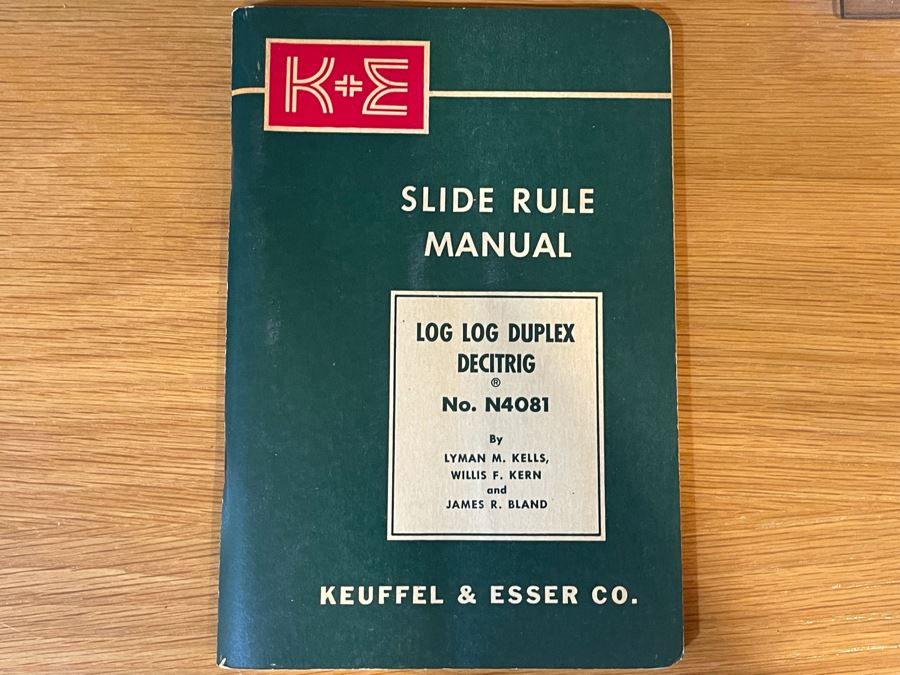 K+E
SLIDE RULE
MANUAL
LOG LOG DUPLEX
DECITRIG
®
No. N4081
By
LYMAN M. KELLS,
WILLIS F. KERN
and
JAMES R. BLAND
KEUFFEL & ESSER CO.